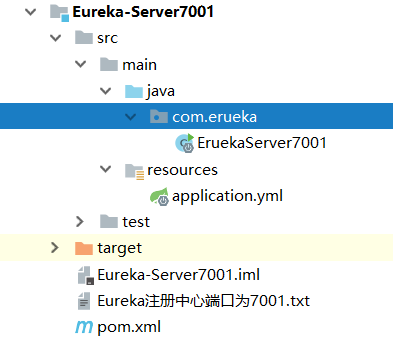 Eureka-Server7001
src
main
java
com.erueka
EruekaServer7001
resources
application.yml
test
target
Eureka-Server7001.iml
Eureka注册中心端口为7001.txt
pom.xml